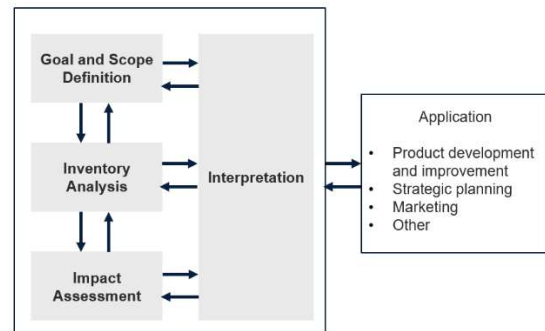 Goal and Scope
Definition
Inventory
Analysis
Impact
Assessment
Interpretation
Application
• Product development
and improvement
• Strategic planning
• Marketing
• Other